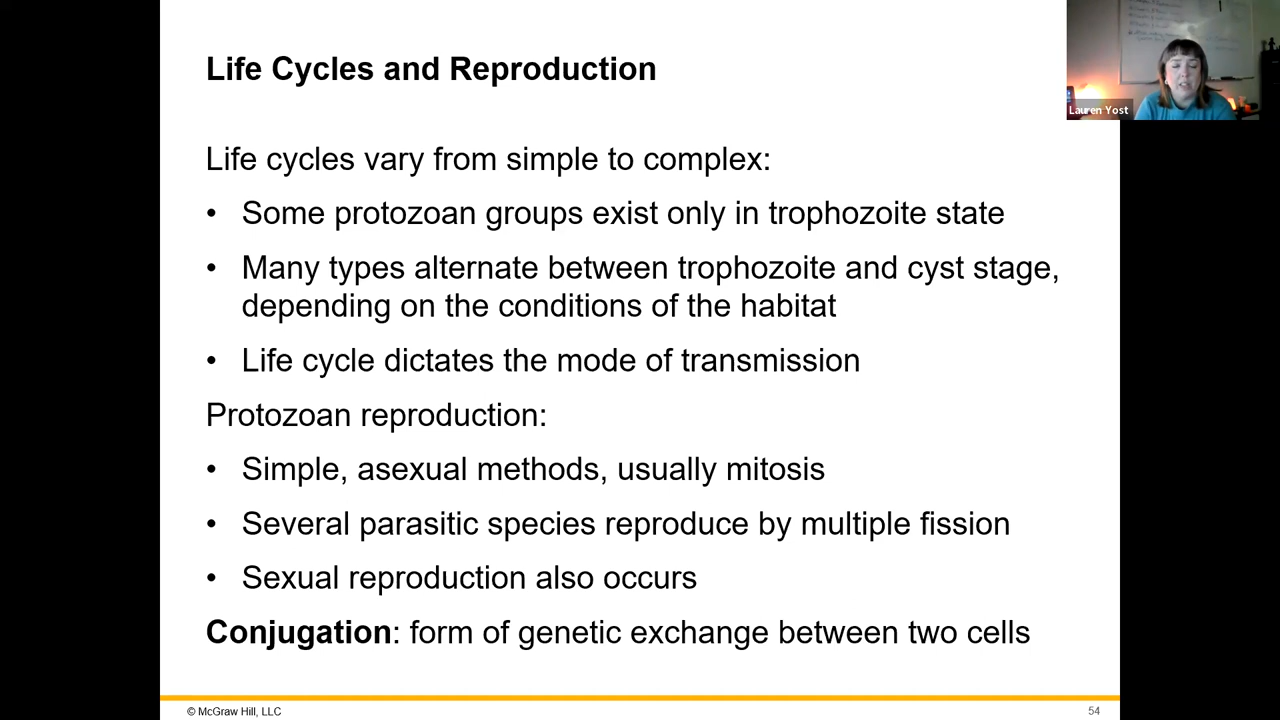 Life Cycles and Reproduction
Lauren Yost
Life cycles vary from simple to complex:
• Some protozoan groups exist only in trophozoite state
• Many types alternate between trophozoite and cyst stage,
depending on the conditions of the habitat
• Life cycle dictates the mode of transmission
Protozoan reproduction:
• Simple, asexual methods, usually mitosis
• Several parasitic species reproduce by multiple fission
• Sexual reproduction also occurs
Conjugation: form of genetic exchange between two cells
© McGraw Hill, LLC
54